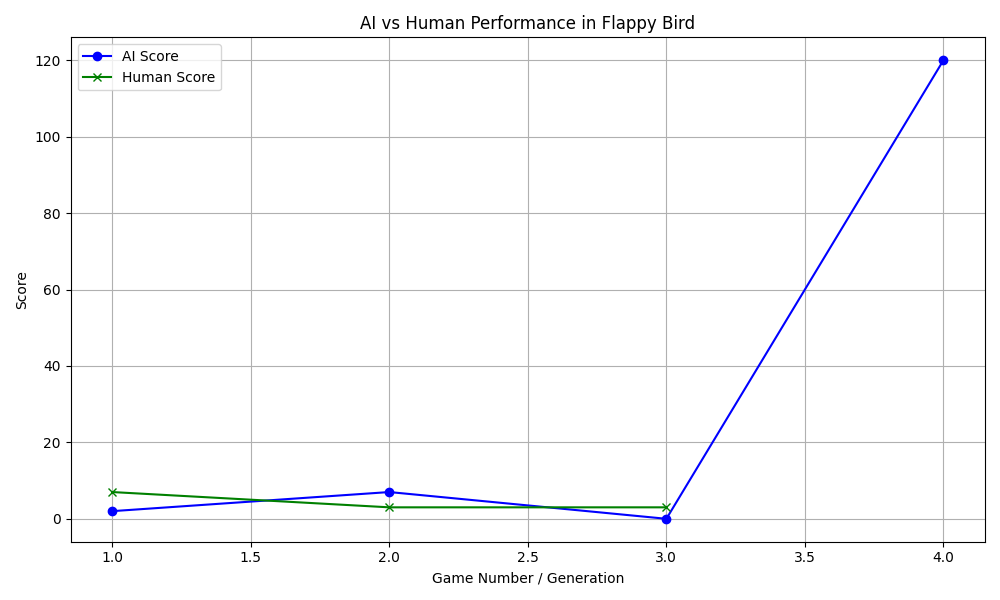 AI vs Human Performance in Flappy Bird
AI Score
Human Score
120
100
80
60
40
20
0
Score
1.0 1.5 2.0 2.5 3.0 3.5 4.0
Game Number / Generation